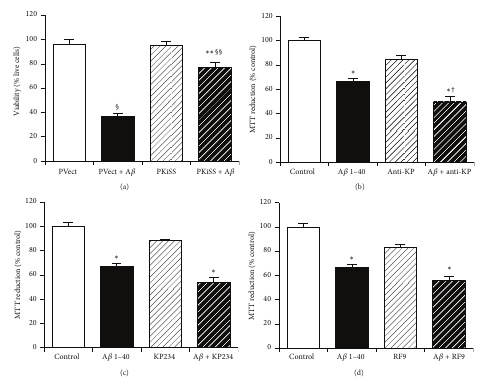 120
100
80
60
40
20
0
Viability (% live cells)
§
**§§
PVect
PVect + Aβ
PKiSS
PKiSS + Aβ
(a)
120
100
80
60
40
20
0
MTT reduction (% control)
*
*†
Control
Aβ 1–40
Anti-KP
Aβ + anti-KP
(b)
120
100
80
60
40
20
0
MTT reduction (% control)
*
*
Control
Aβ 1–40
KP234
Aβ + KP234
(c)
120
100
80
60
40
20
0
MTT reduction (% control)
*
*
Control
Aβ 1–40
RF9
Aβ + RF9
(d)